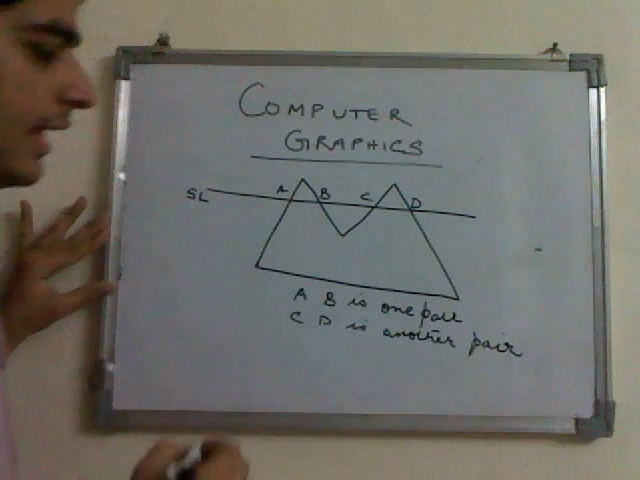 COMPUTER
GRAPHICS
SL A B C D
A B is one pair
C D is another pair